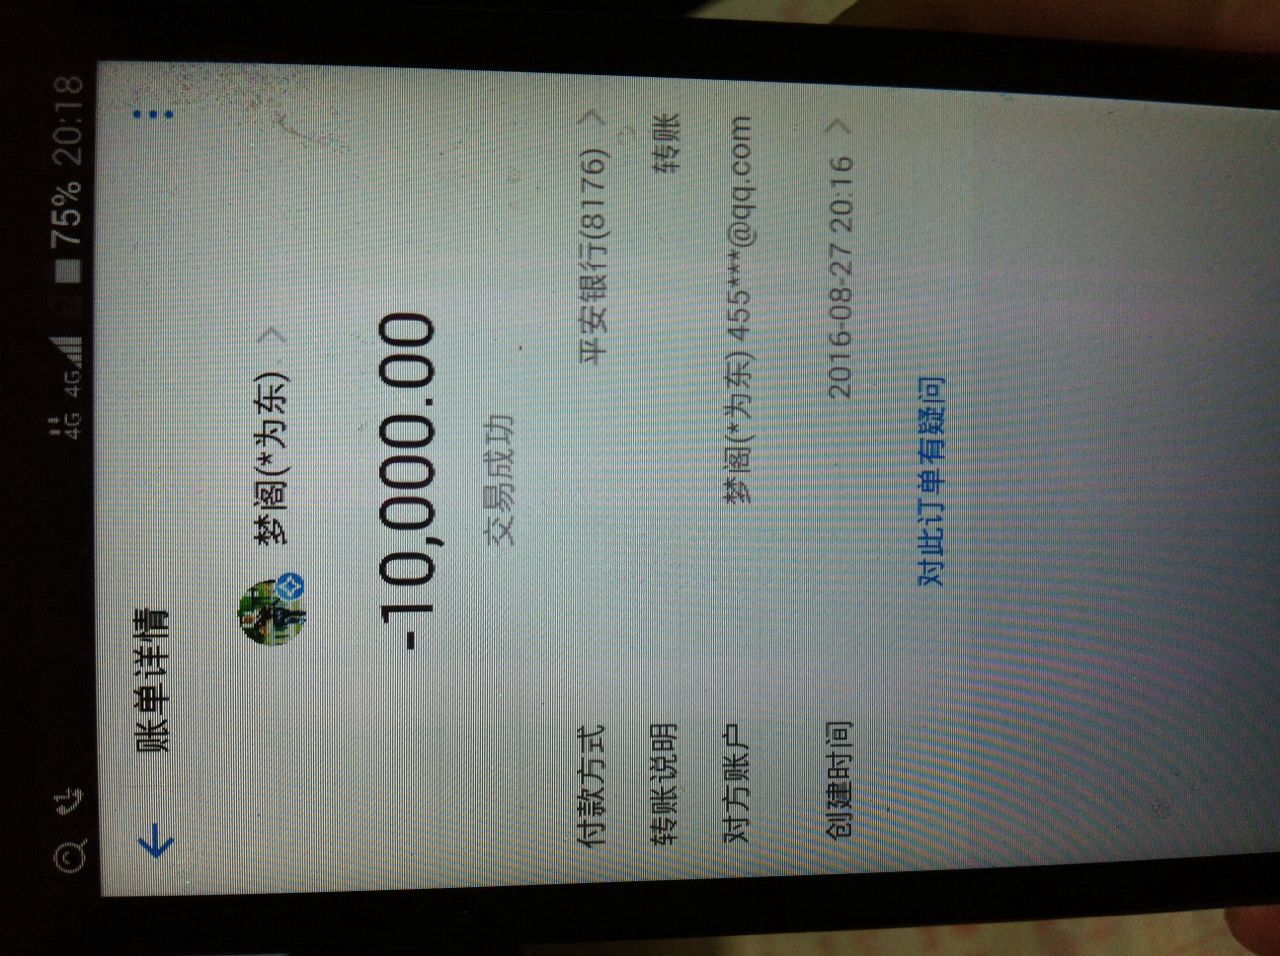 4G 4G 75% 20:18
账单详情
梦阁(*为东)
-10,000.00
交易成功
付款方式 平安银行(8176)
转账说明 转账
对方账户 梦阁(*为东) 455***@qq.com
创建时间 2016-08-27 20:16
对此订单有疑问